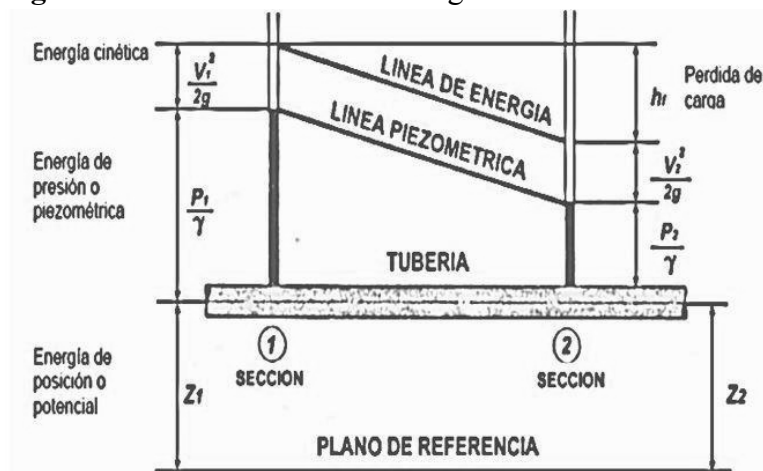 Energía cinética
V₁²
2g
LINEA DE ENERGIA
hf
Perdida de
carga
LINEA PIEZOMETRICA
Energía de
presión o
piezométrica
P₁
γ
V₂²
2g
TUBERIA
P₂
γ
1
SECCION
2
SECCION
Energía de
posición o
potencial
Z1
Z2
PLANO DE REFERENCIA